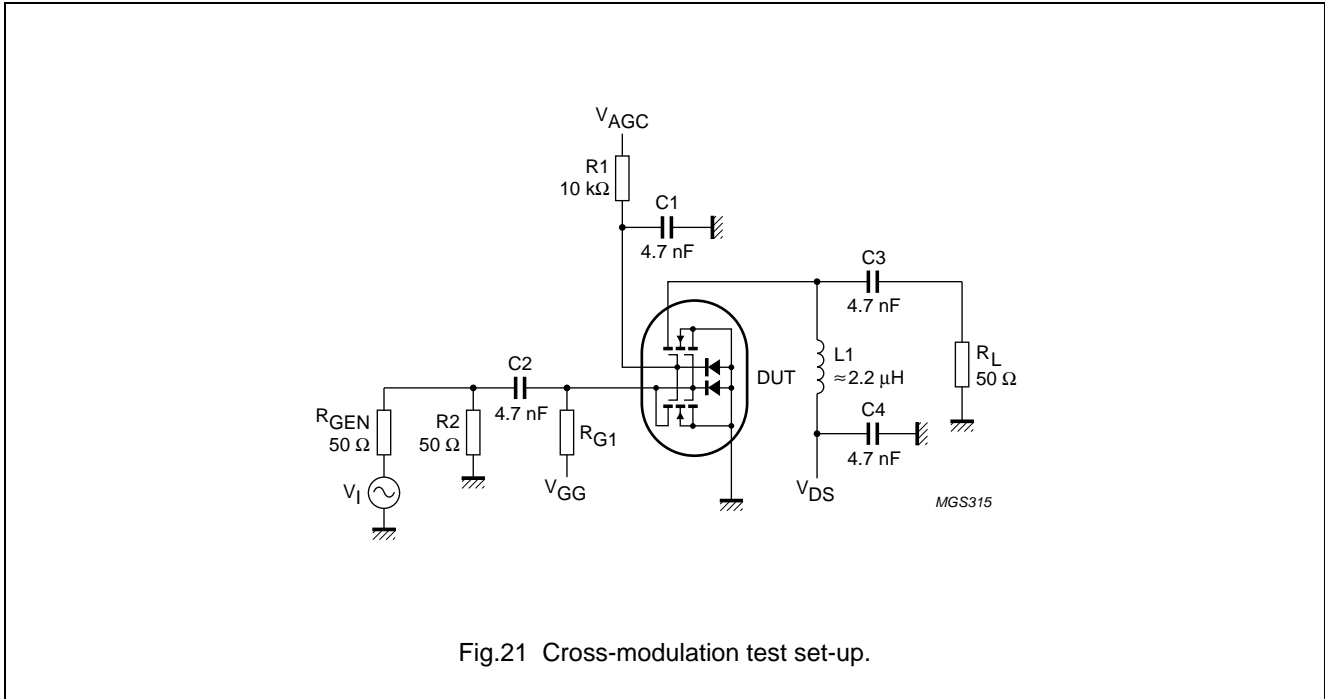 VAGC
R1
10 kΩ
C1
4.7 nF
C3
4.7 nF
L1
≈2.2 μH
RL
50 Ω
DUT
C2
4.7 nF
RGEN
50 Ω
R2
50 Ω
RG1
C4
4.7 nF
VI
VGG
VDS
MGS315
Fig.21 Cross-modulation test set-up.